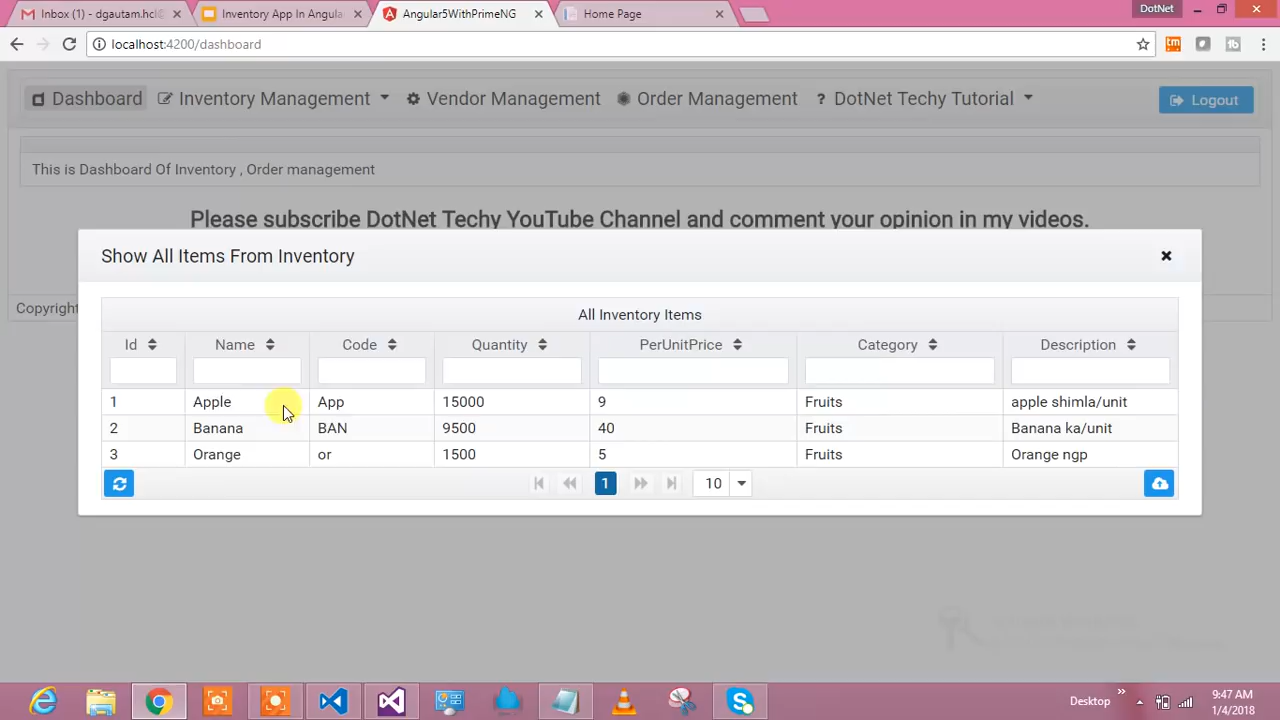 Inbox (1) - dgautam.hcl
Inventory App In Angular
Angular5WithPrimeNG
Home Page
DotNet
localhost:4200/dashboard
Dashboard Inventory Management Vendor Management Order Management ? DotNet Techy Tutorial Logout
This is Dashboard Of Inventory , Order management
Please subscribe DotNet Techy YouTube Channel and comment your opinion in my videos.
Show All Items From Inventory
Copyright
All Inventory Items
Id Name Code Quantity PerUnitPrice Category Description
1 Apple App 15000 9 Fruits apple shimla/unit
2 Banana BAN 9500 40 Fruits Banana ka/unit
3 Orange or 1500 5 Fruits Orange ngp
1 10
Desktop
9:47 AM
1/4/2018